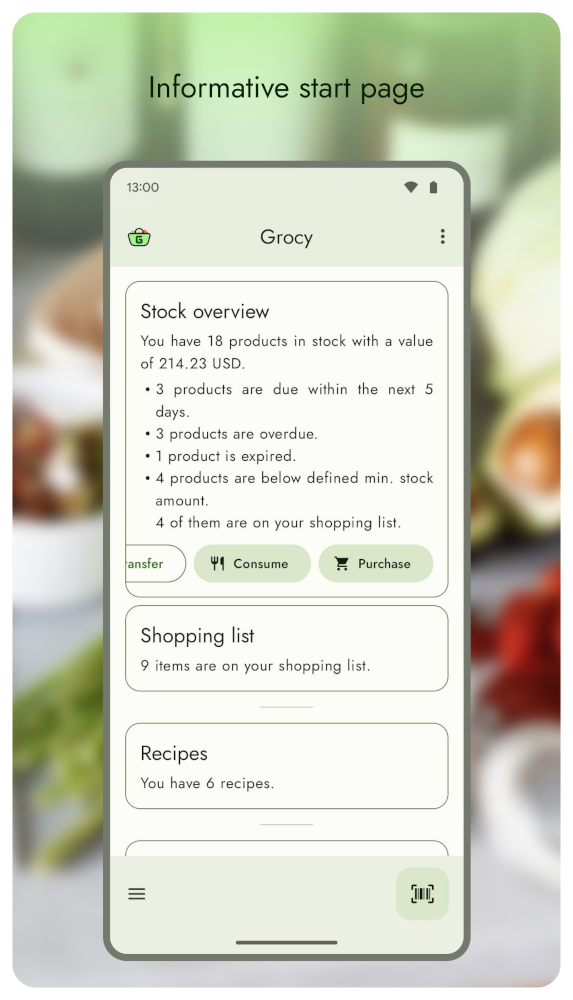 Informative start page
13:00
G
Grocy
Stock overview
You have 18 products in stock with a value
of 214.23 USD.
• 3 products are due within the next 5
days.
• 3 products are overdue.
• 1 product is expired.
• 4 products are below defined min. stock
amount.
4 of them are on your shopping list.
ransfer
Consume
Purchase
Shopping list
9 items are on your shopping list.
Recipes
You have 6 recipes.